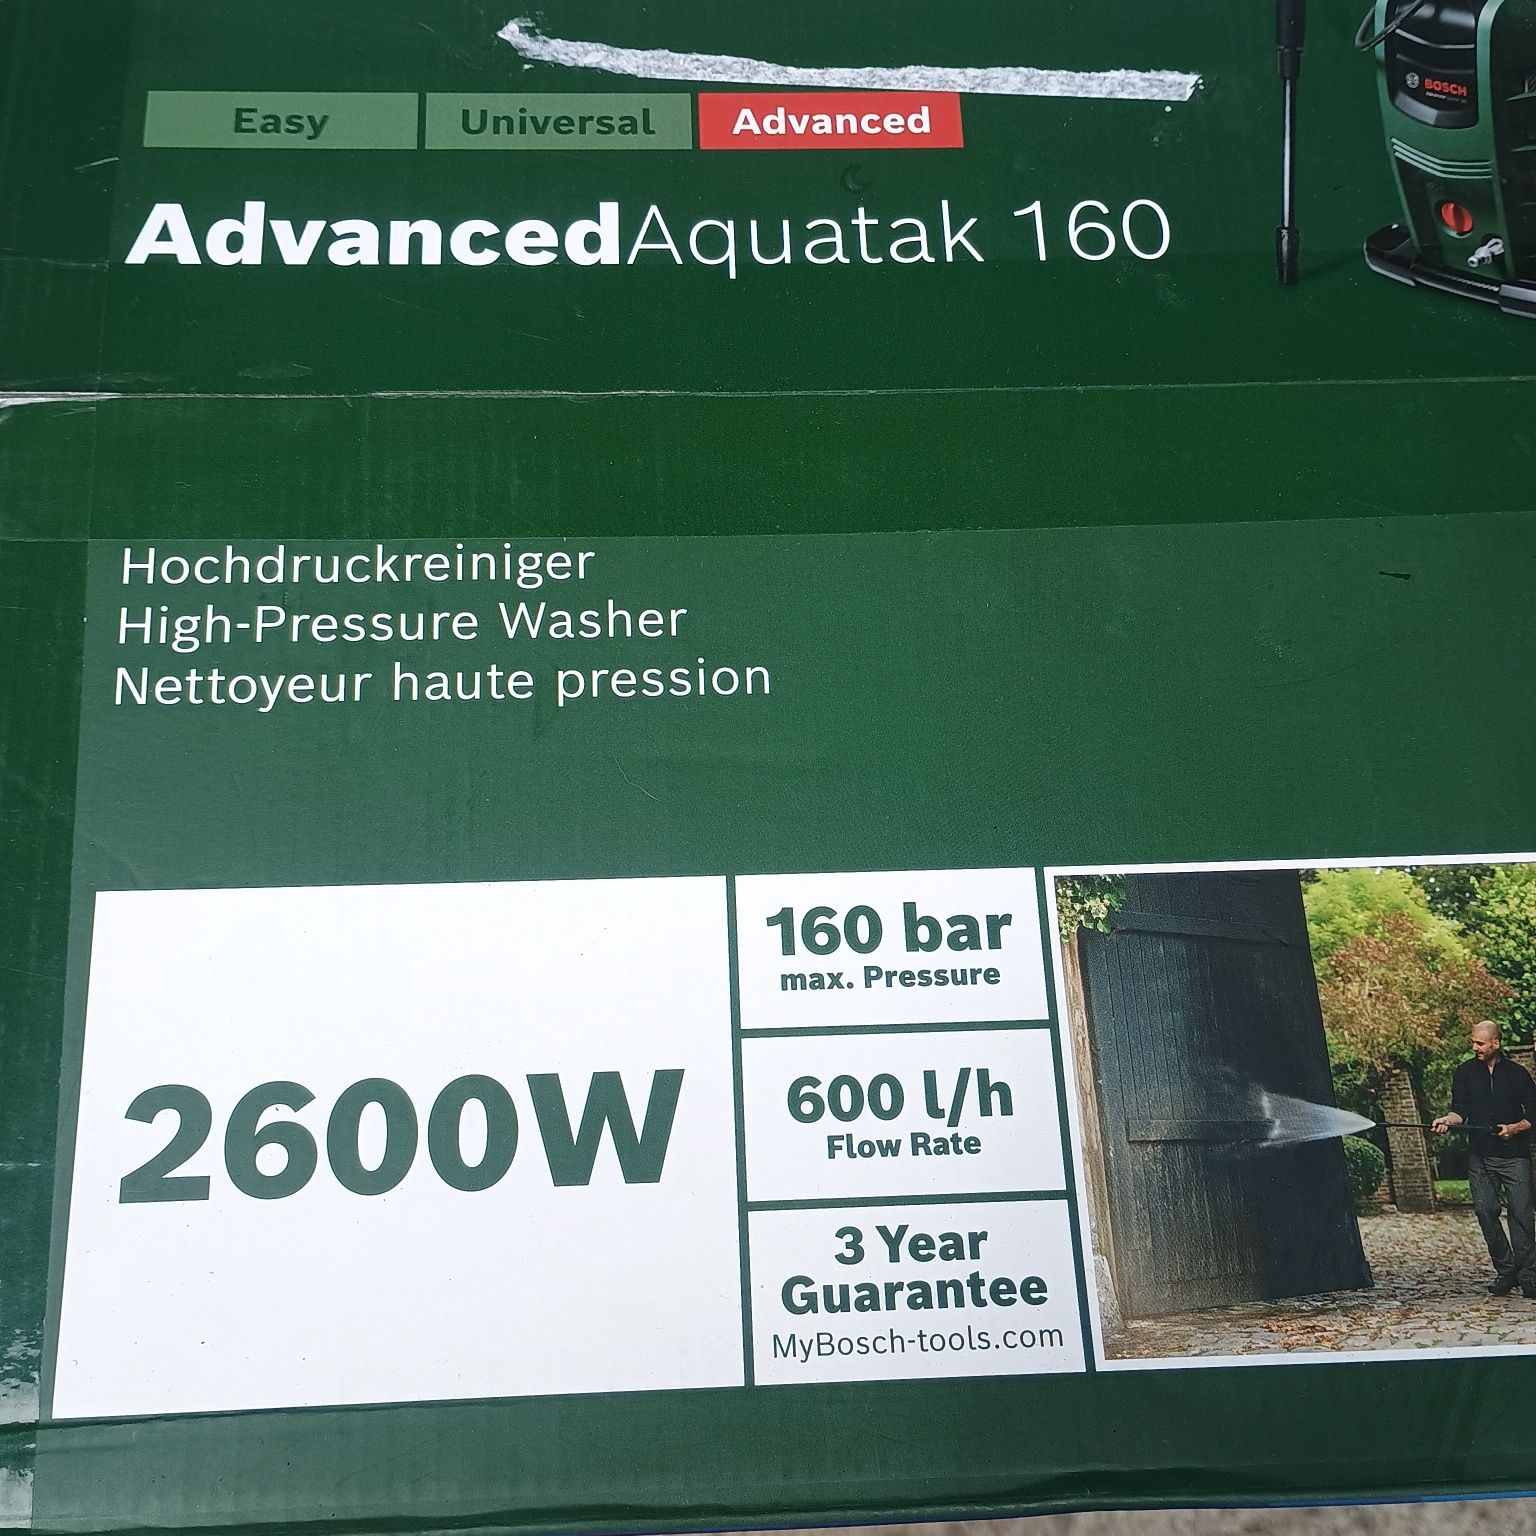 BOSCH
Easy Universal Advanced
AdvancedAquatak 160
Hochdruckreiniger
High-Pressure Washer
Nettoyeur haute pression
2600W
160 bar
max. Pressure
600 l/h
Flow Rate
3 Year
Guarantee
MyBosch-tools.com